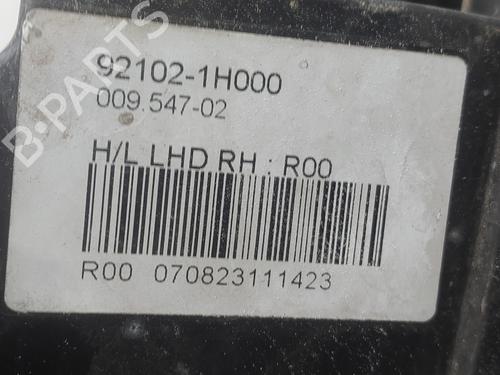 92102-1H000
009.547-02
H/L LHD RH : R00
R00 070823111423
B-PARTS